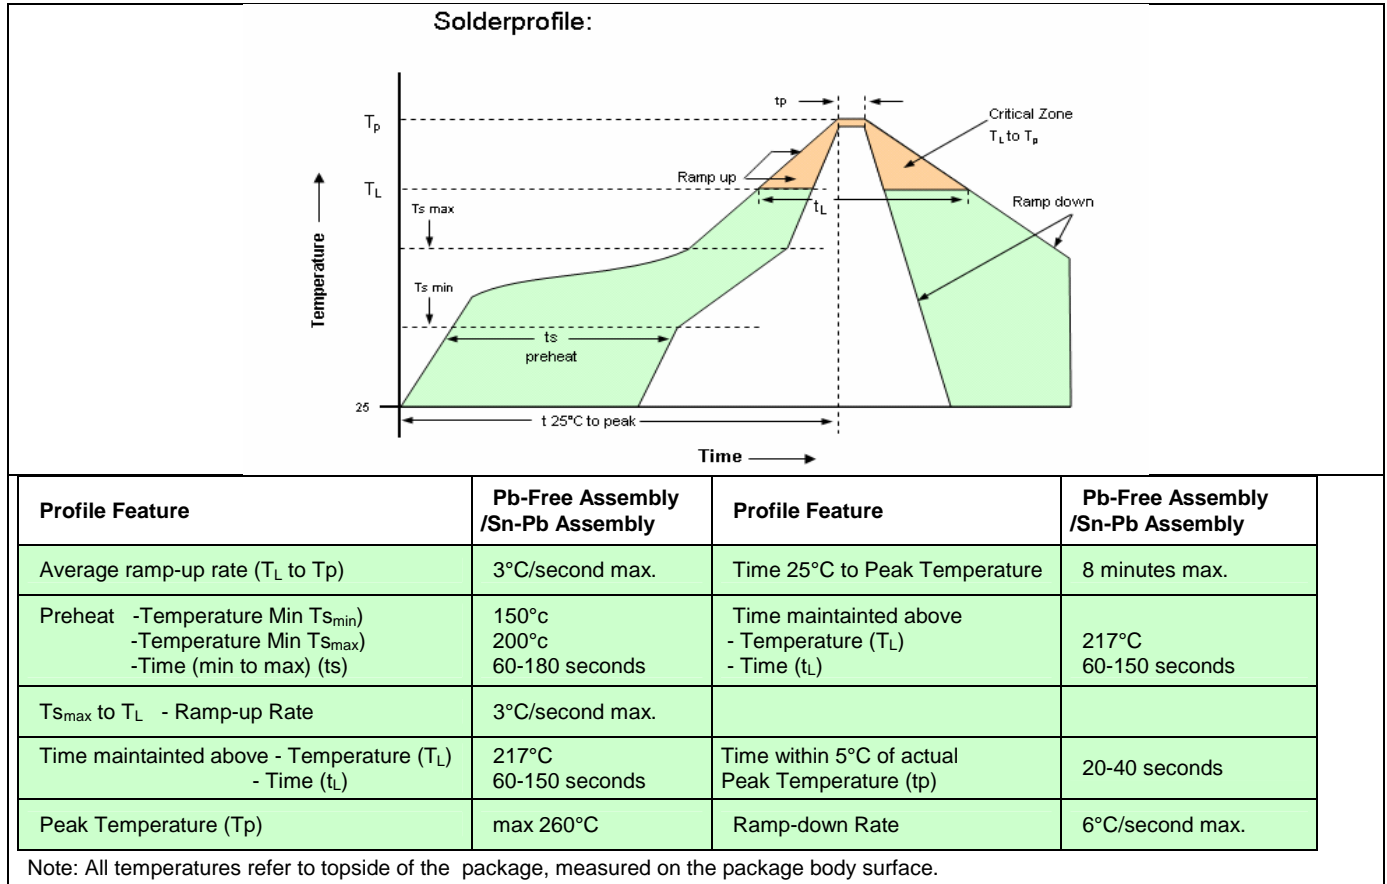 Solderprofile:
tp
Critical Zone
TL to Tp
Tp
Ramp up
TL
tL
Ramp down
Ts max
Ts min
Temperature
ts
preheat
25
t 25°C to peak
Time
Profile Feature
Pb-Free Assembly
/Sn-Pb Assembly
Profile Feature
Pb-Free Assembly
/Sn-Pb Assembly
Average ramp-up rate (TL to Tp)
3°C/second max.
Time 25°C to Peak Temperature
8 minutes max.
Preheat -Temperature Min Tsmin)
-Temperature Min Tsmax)
-Time (min to max) (ts)
150°c
200°c
60-180 seconds
Time maintainted above
- Temperature (TL)
- Time (tL)
217°C
60-150 seconds
Tsmax to TL - Ramp-up Rate
3°C/second max.
Time maintainted above - Temperature (TL)
- Time (tL)
217°C
60-150 seconds
Time within 5°C of actual
Peak Temperature (tp)
20-40 seconds
Peak Temperature (Tp)
max 260°C
Ramp-down Rate
6°C/second max.
Note: All temperatures refer to topside of the package, measured on the package body surface.